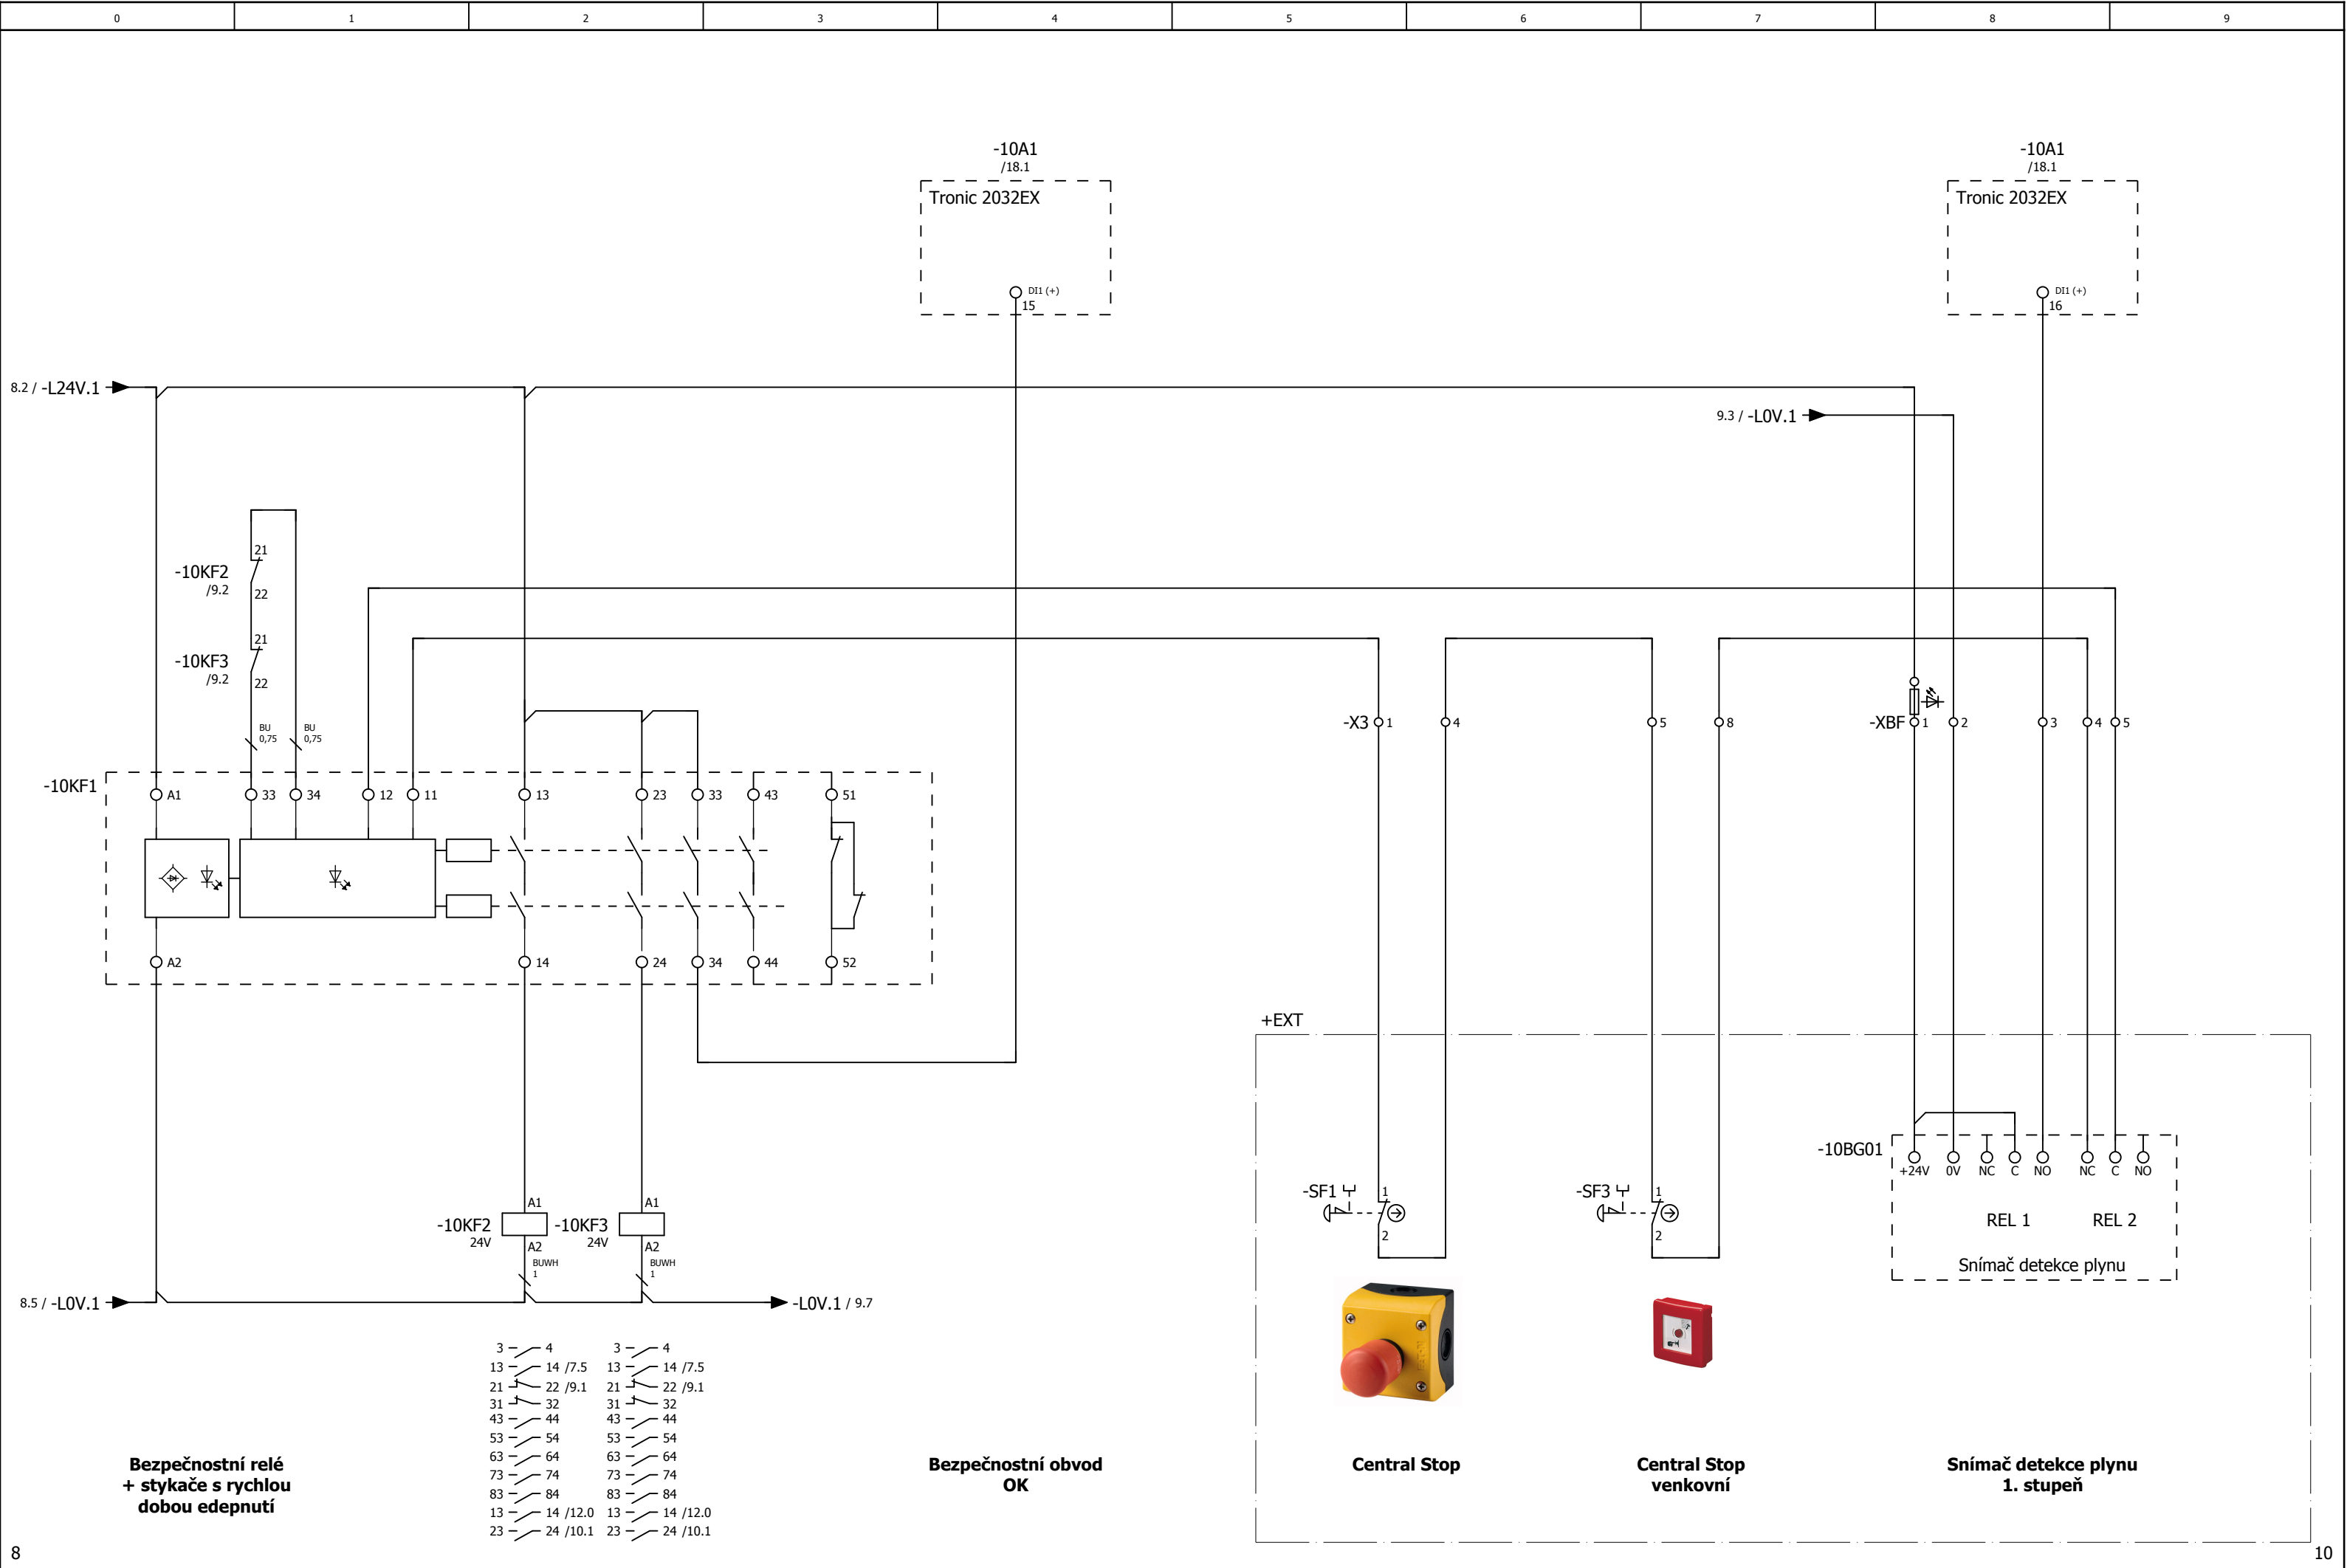 0 1 2 3 4 5 6 7 8 9
-10A1
/18.1
Tronic 2032EX
DI1 (+)
15
-10A1
/18.1
Tronic 2032EX
DI1 (+)
16
8.2 / -L24V.1
9.3 / -L0V.1
21
-10KF2
/9.2
22
21
-10KF3
/9.2
22
BU
0,75
BU
0,75
-X3 1 4 5 8
-XBF 1 2 3 4 5
-10KF1
A1 33 34 12 11 13 23 33 43 51
A2 14 24 34 44 52
+EXT
-10BG01
+24V 0V NC C NO NC C NO
REL 1 REL 2
Snímač detekce plynu
-SF1
1
2
-SF3
1
2
A1
-10KF2
24V
A2
BUWH
1
A1
-10KF3
24V
A2
BUWH
1
8.5 / -L0V.1
-L0V.1 / 9.7
3 4
13 14 /7.5
21 22 /9.1
31 32
43 44
53 54
63 64
73 74
83 84
13 14 /12.0
23 24 /10.1
3 4
13 14 /7.5
21 22 /9.1
31 32
43 44
53 54
63 64
73 74
83 84
13 14 /12.0
23 24 /10.1
Bezpečnostní relé
+ stykače s rychlou
dobou edepnutí
Bezpečnostní obvod
OK
Central Stop
Central Stop
venkovní
Snímač detekce plynu
1. stupeň
8
10